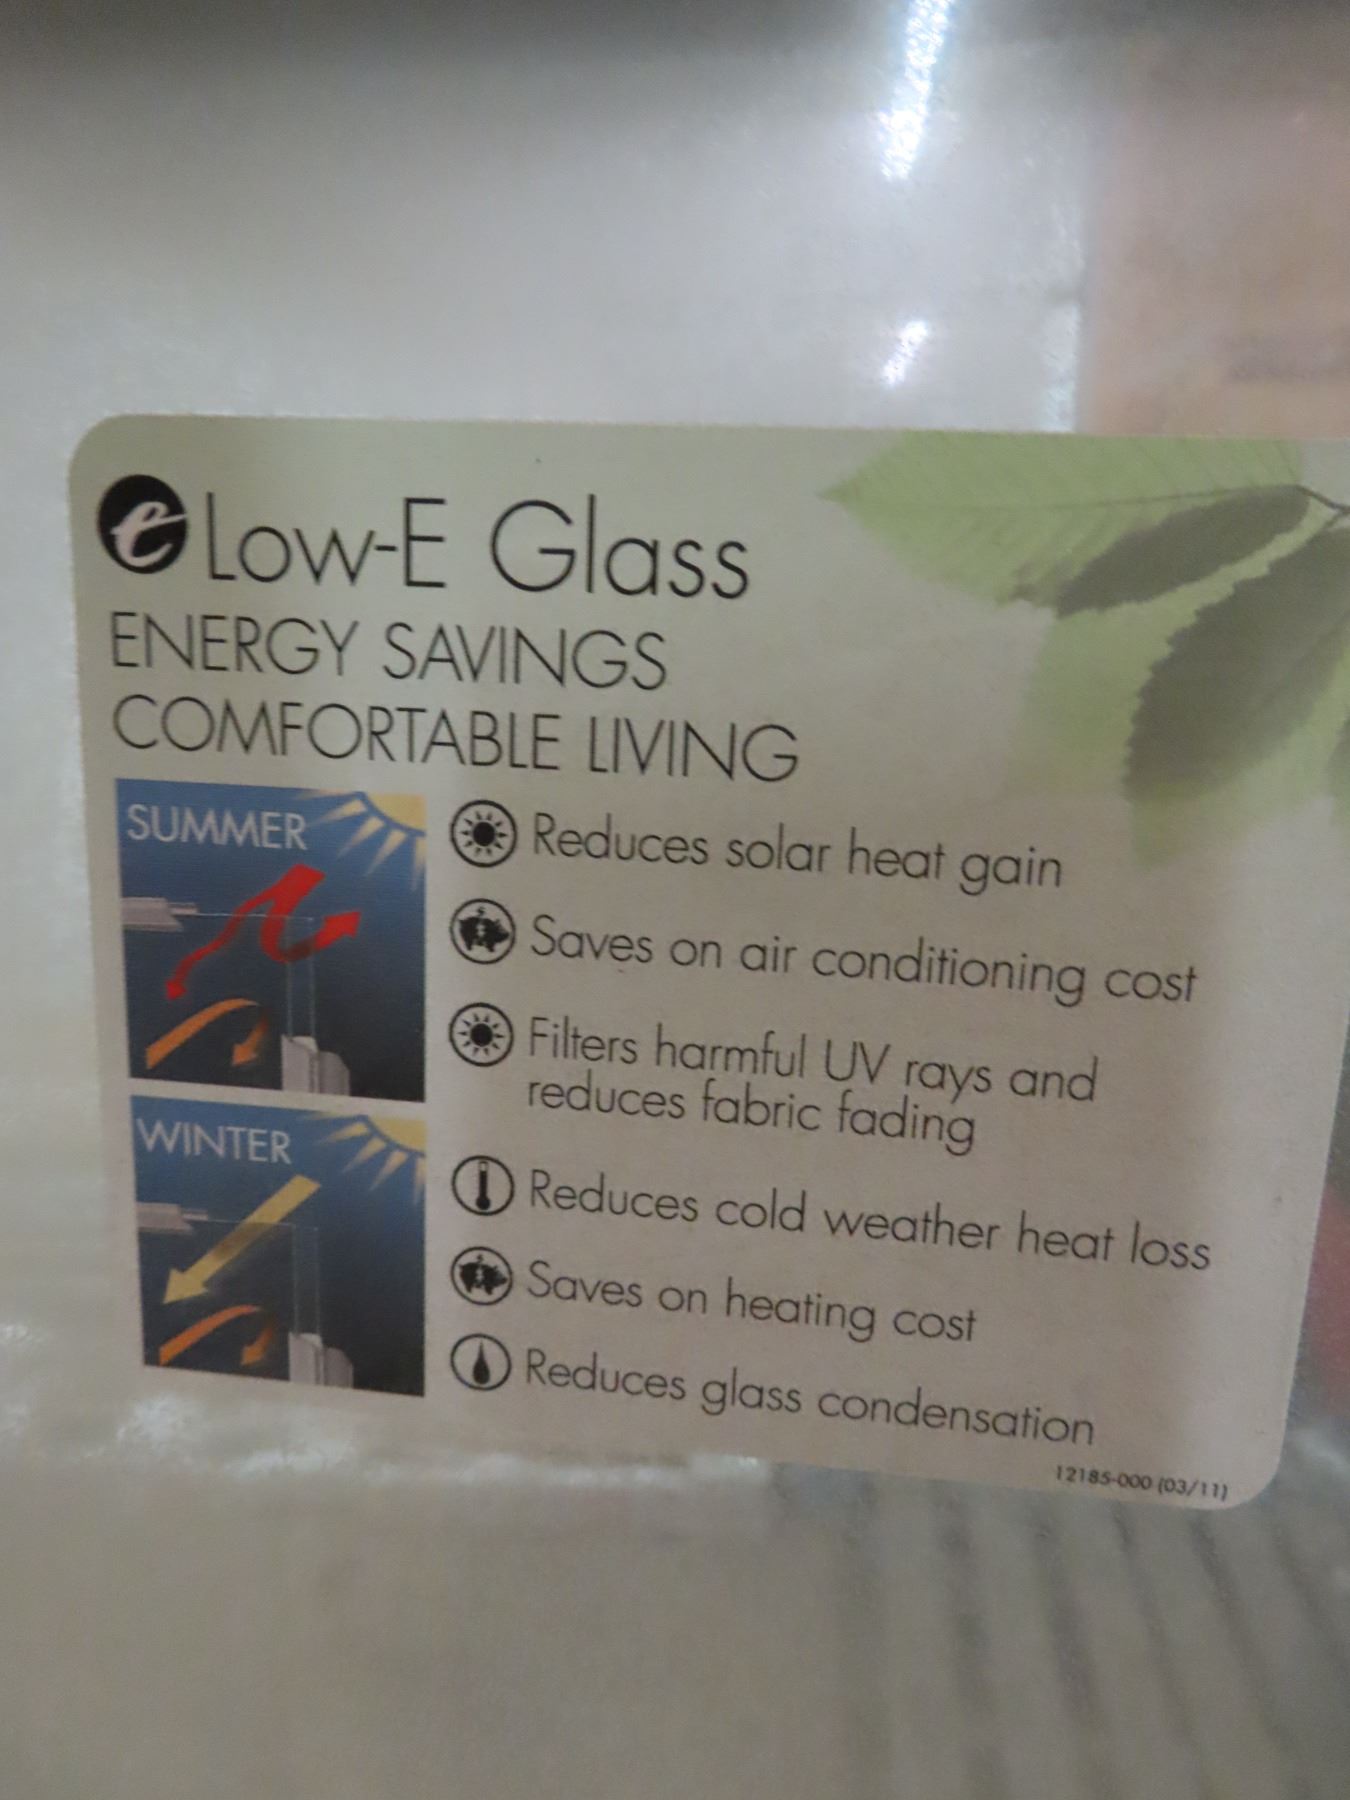 e Low-E Glass
ENERGY SAVINGS
COMFORTABLE LIVING
SUMMER
Reduces solar heat gain
Saves on air conditioning cost
Filters harmful UV rays and
reduces fabric fading
WINTER
Reduces cold weather heat loss
Saves on heating cost
Reduces glass condensation
12185-000 (03/11)